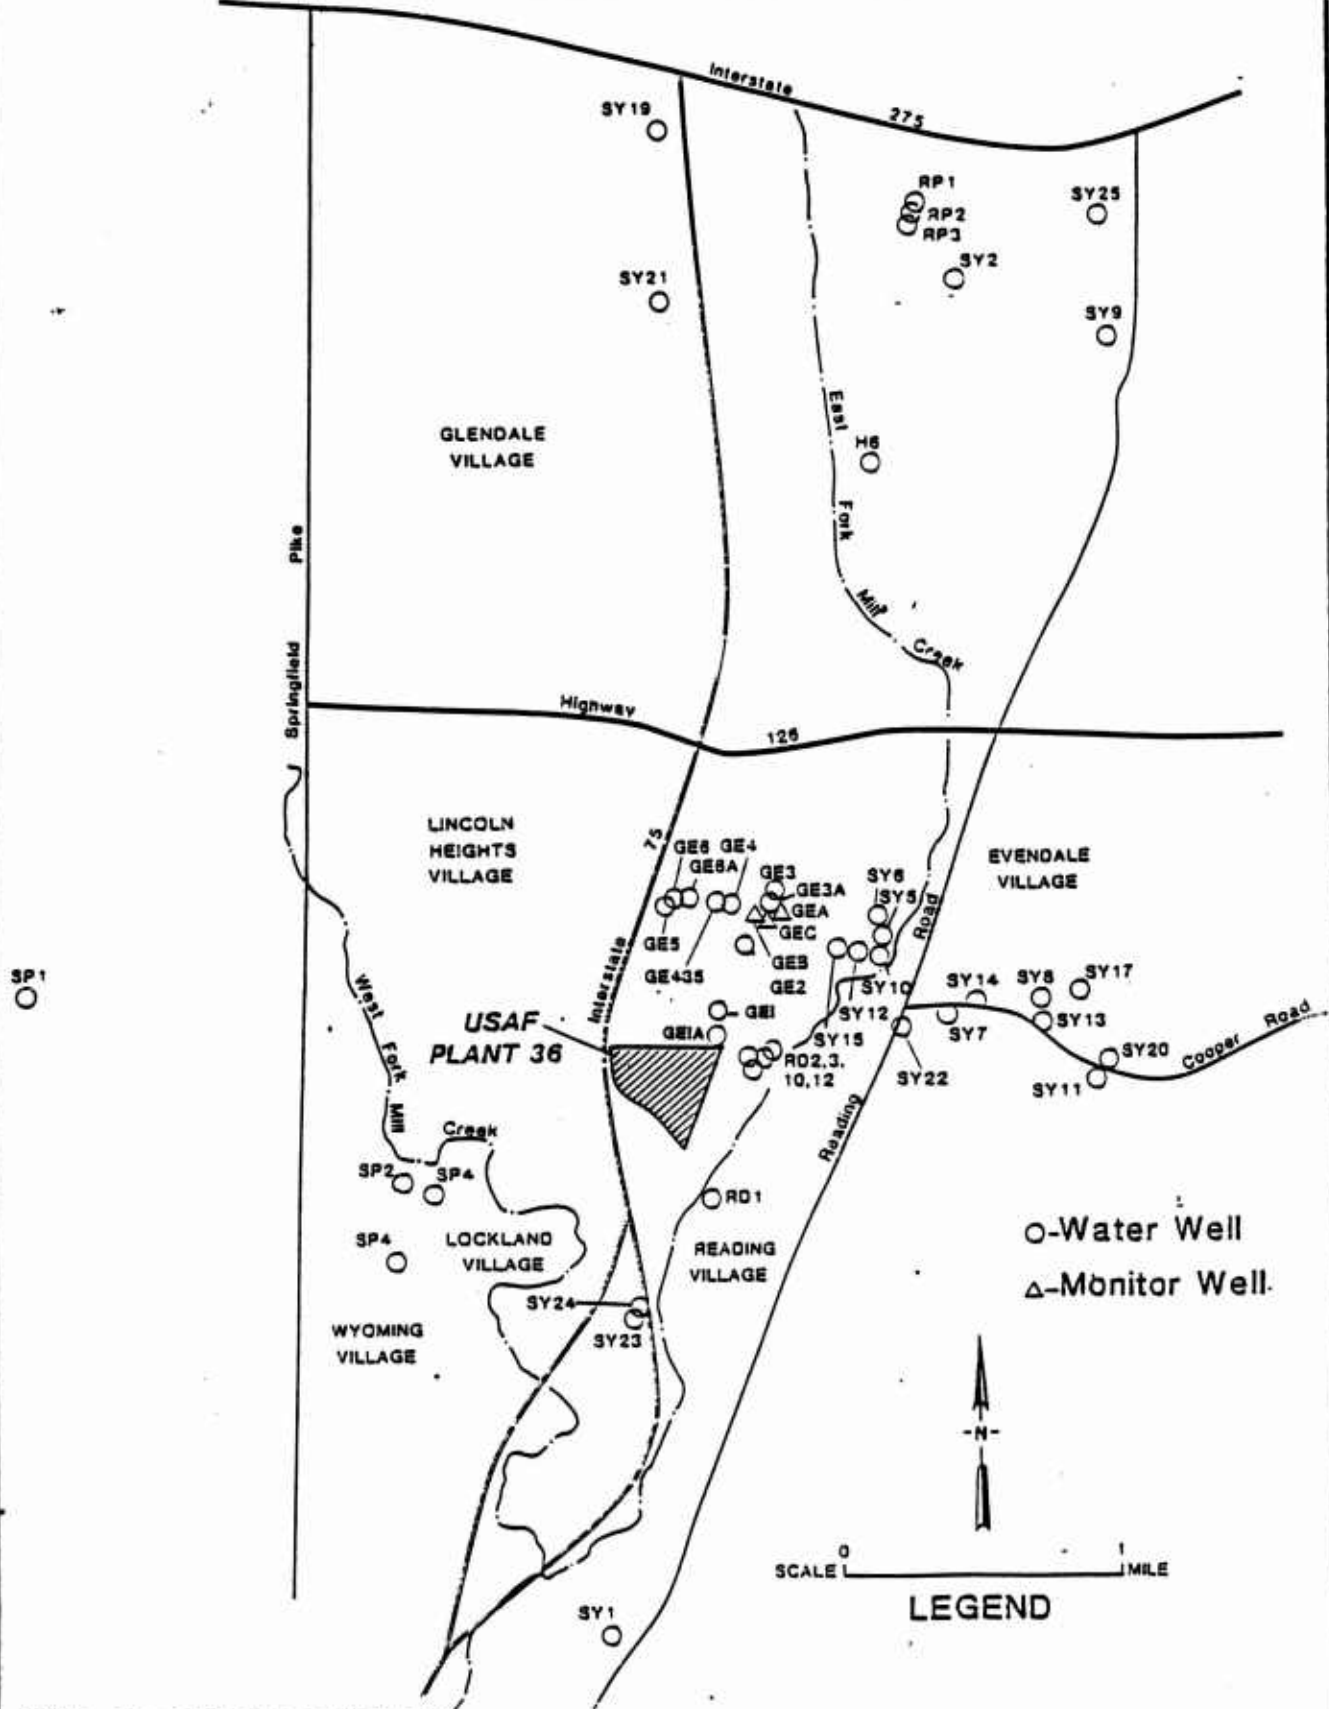 Interstate
275
SY19
RP1
RP2
RP3
SY25
SY2
SY21
SY9
East
Fork
Mill
Creek
H6
GLENDALE
VILLAGE
Springfield Pike
Highway
126
LINCOLN
HEIGHTS
VILLAGE
75
Interstate
GE6
GE4
GE6A
GE3
GE3A
GEA
GEC
GE5
GEB
GE435
GE2
SY6
SY5
EVENDALE
VILLAGE
Road
SP1
SY10
SY14
SY8
SY17
GE1
SY12
SY7
SY13
USAF
PLANT 36
GE1A
SY15
RD2,3,
10,12
SY22
SY20
SY11
Cooper Road
West
Fork
Mill
Creek
Reading
SP2
SP4
RD1
SP4
LOCKLAND
VILLAGE
READING
VILLAGE
O-Water Well
△-Monitor Well
SY24
SY23
WYOMING
VILLAGE
-N-
0 1
SCALE MILE
LEGEND
SY1